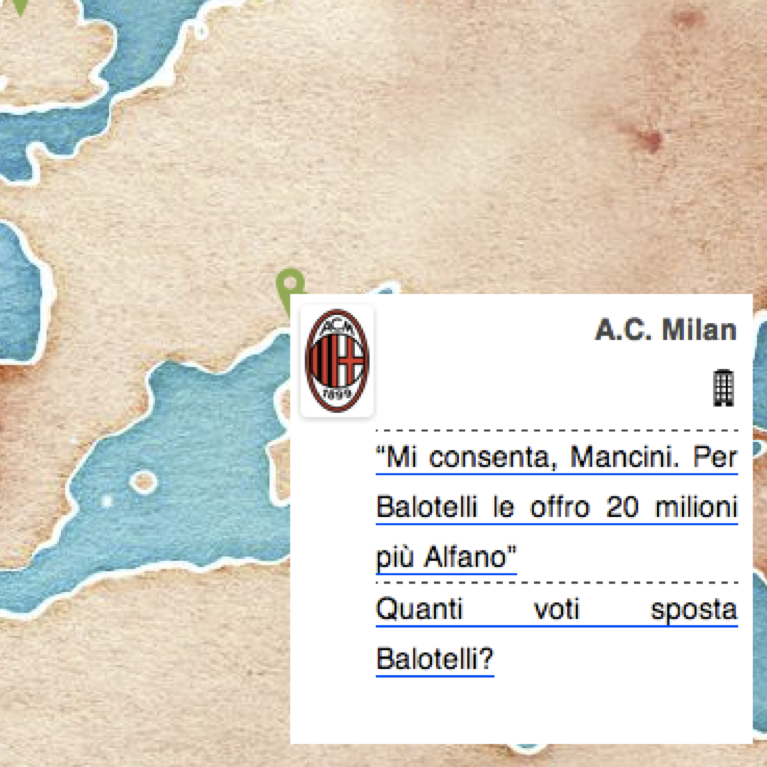 A.C. Milan
ACM
1899
“Mi consenta, Mancini. Per
Balotelli le offro 20 milioni
più Alfano”
Quanti voti sposta
Balotelli?